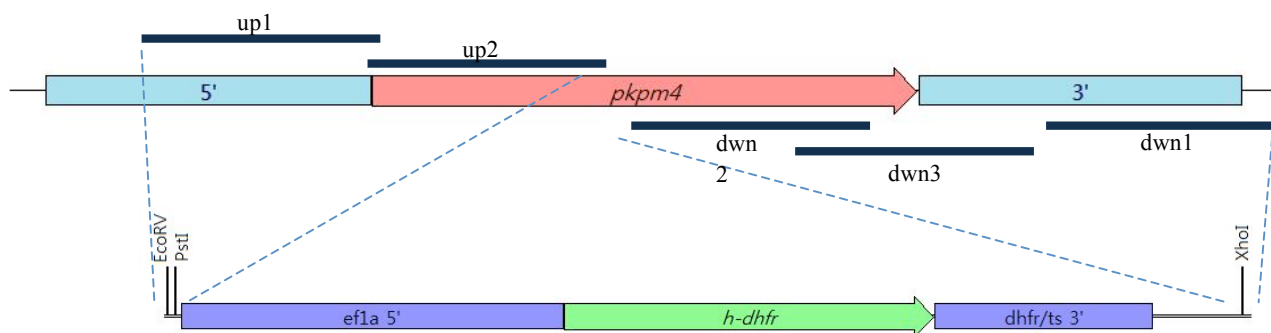 up1
up2
5'
pkpm4
3'
dwn
2
dwn3
dwn1
EcoRV
PstI
XhoI
ef1a 5'
h-dhfr
dhfr/ts 3'